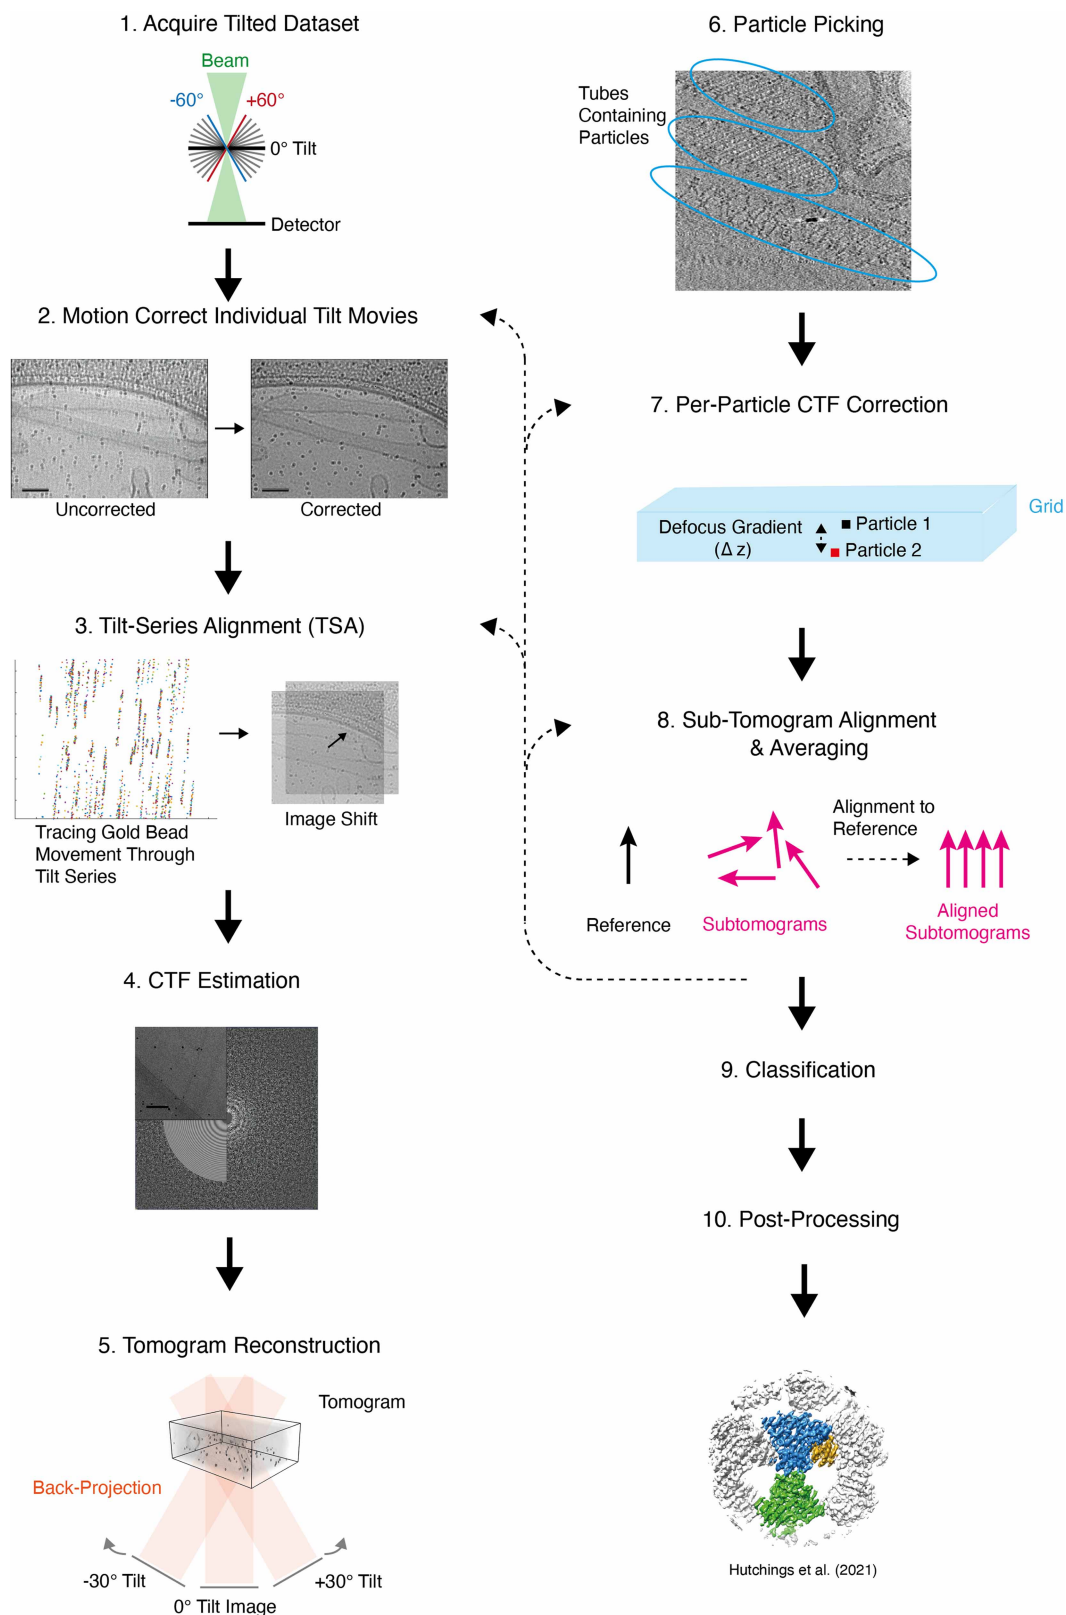 1. Acquire Tilted Dataset
Beam
-60°
+60°
0° Tilt
Detector
2. Motion Correct Individual Tilt Movies
Uncorrected
Corrected
3. Tilt-Series Alignment (TSA)
Tracing Gold Bead
Movement Through
Tilt Series
Image Shift
4. CTF Estimation
5. Tomogram Reconstruction
Tomogram
Back-Projection
-30° Tilt
+30° Tilt
0° Tilt Image
6. Particle Picking
Tubes
Containing
Particles
7. Per-Particle CTF Correction
Grid
Defocus Gradient
(Δ z)
Particle 1
Particle 2
8. Sub-Tomogram Alignment
& Averaging
Alignment to
Reference
Reference
Subtomograms
Aligned
Subtomograms
9. Classification
10. Post-Processing
Hutchings et al. (2021)